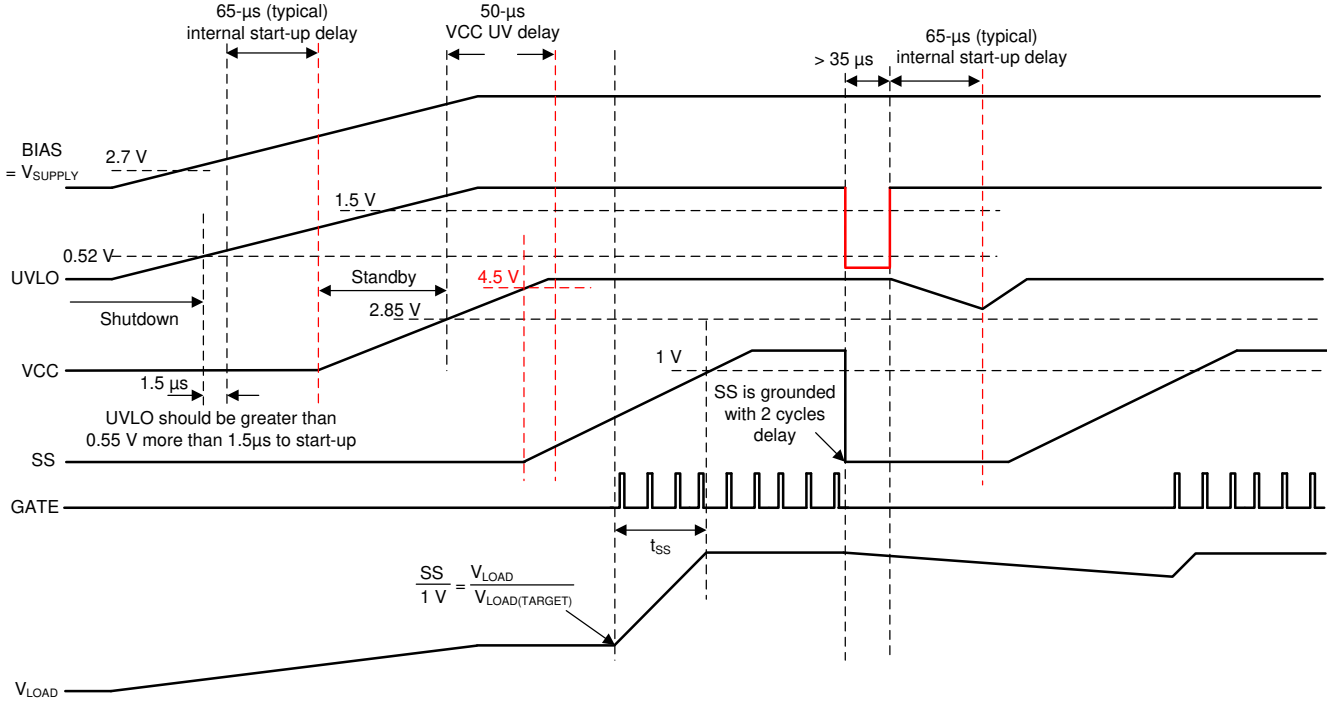 65-µs (typical)
internal start-up delay
50-µs
VCC UV delay
65-µs (typical)
internal start-up delay
> 35 µs
BIAS
= VSUPPLY
2.7 V
1.5 V
0.52 V
UVLO
Standby
4.5 V
Shutdown
2.85 V
VCC
1.5 µs
1 V
UVLO should be greater than
0.55 V more than 1.5µs to start-up
SS is grounded
with 2 cycles
delay
SS
GATE
tSS
SS
1 V
=
VLOAD
VLOAD(TARGET)
VLOAD